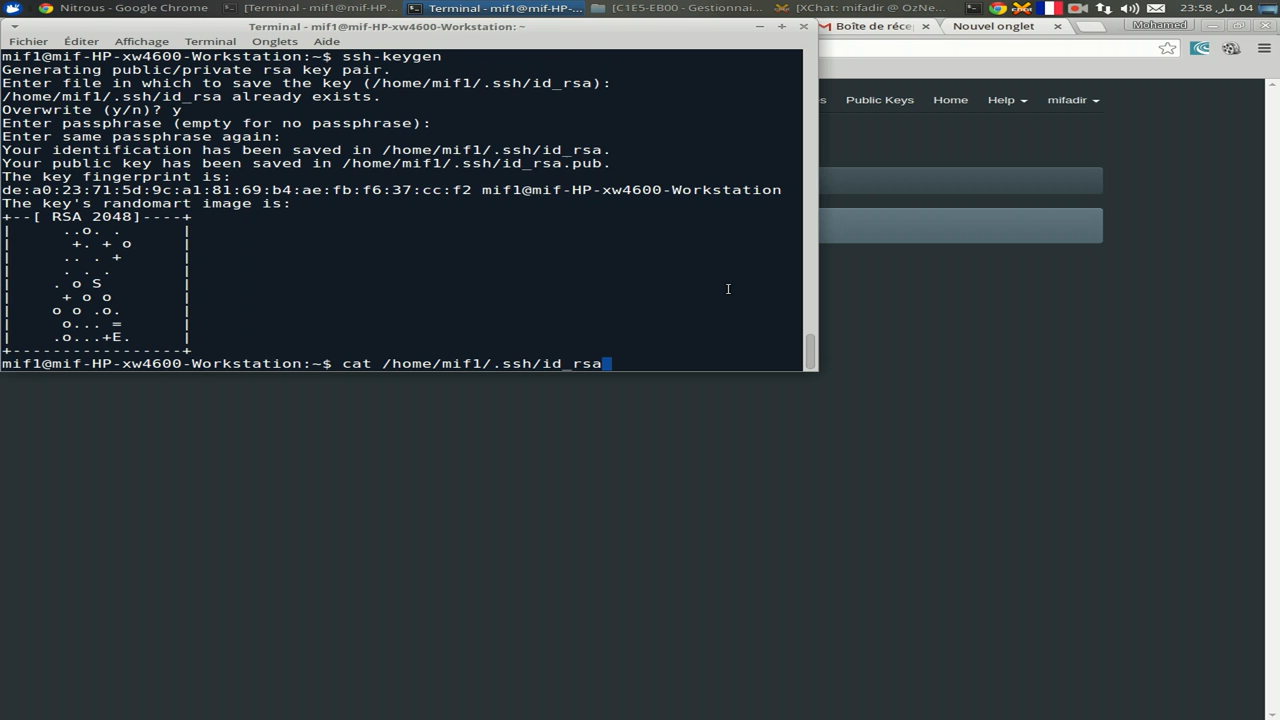 Nitrous - Google Chrome
[Terminal - mif1@mif-HP...
Terminal - mif1@mif-HP-...
[C1E5-EB00 - Gestionnai...
[XChat: mifadir @ OzNe...
23:58 مار, 04
Terminal - mif1@mif-HP-xw4600-Workstation: ~
Boîte de récep
Nouvel onglet
Mohamed
Fichier Éditer Affichage Terminal Onglets Aide
mif1@mif-HP-xw4600-Workstation:~$ ssh-keygen
Generating public/private rsa key pair.
Enter file in which to save the key (/home/mif1/.ssh/id_rsa):
/home/mif1/.ssh/id_rsa already exists.
Overwrite (y/n)? y
Enter passphrase (empty for no passphrase):
Enter same passphrase again:
Your identification has been saved in /home/mif1/.ssh/id_rsa.
Your public key has been saved in /home/mif1/.ssh/id_rsa.pub.
The key fingerprint is:
de:a0:23:71:5d:9c:a1:81:69:b4:ae:fb:f6:37:cc:f2 mif1@mif-HP-xw4600-Workstation
The key's randomart image is:
+--[ RSA 2048]----+
|      ..o. .     |
|       +. + o    |
|      .. . +     |
|      . . .      |
|     . o S       |
|      + o o      |
|     o o .o.     |
|      o... =     |
|     .o...+E.    |
+-----------------+
mif1@mif-HP-xw4600-Workstation:~$ cat /home/mif1/.ssh/id_rsa
s Public Keys Home Help mifadir